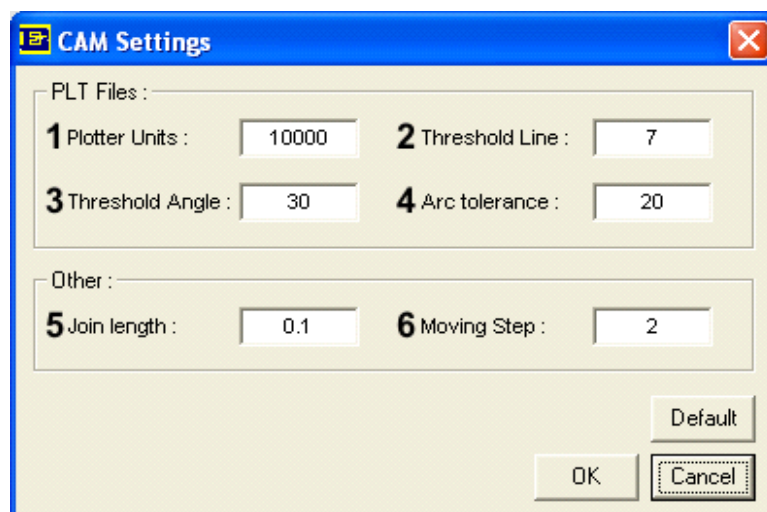 CAM Settings
PLT Files :
1 Plotter Units : 10000 2 Threshold Line : 7
3 Threshold Angle : 30 4 Arc tolerance : 20
Other :
5 Join length : 0.1 6 Moving Step : 2
Default
OK Cancel